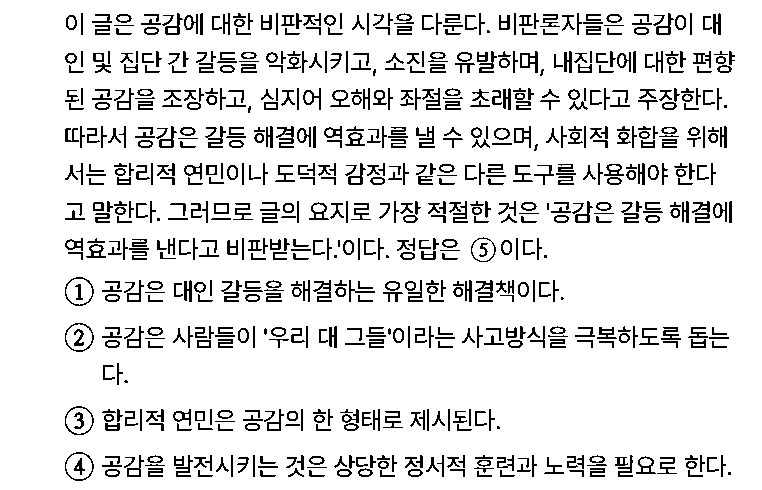 이 글은 공감에 대한 비판적인 시각을 다룬다. 비판론자들은 공감이 대
인 및 집단 간 갈등을 악화시키고, 소진을 유발하며, 내집단에 대한 편향
된 공감을 조장하고, 심지어 오해와 좌절을 초래할 수 있다고 주장한다.
따라서 공감은 갈등 해결에 역효과를 낼 수 있으며, 사회적 화합을 위해
서는 합리적 연민이나 도덕적 감정과 같은 다른 도구를 사용해야 한다
고 말한다. 그러므로 글의 요지로 가장 적절한 것은 '공감은 갈등 해결에
역효과를 낸다고 비판받는다.'이다. 정답은 ⑤이다.
① 공감은 대인 갈등을 해결하는 유일한 해결책이다.
② 공감은 사람들이 '우리 대 그들'이라는 사고방식을 극복하도록 돕는
다.
③ 합리적 연민은 공감의 한 형태로 제시된다.
④ 공감을 발전시키는 것은 상당한 정서적 훈련과 노력을 필요로 한다.